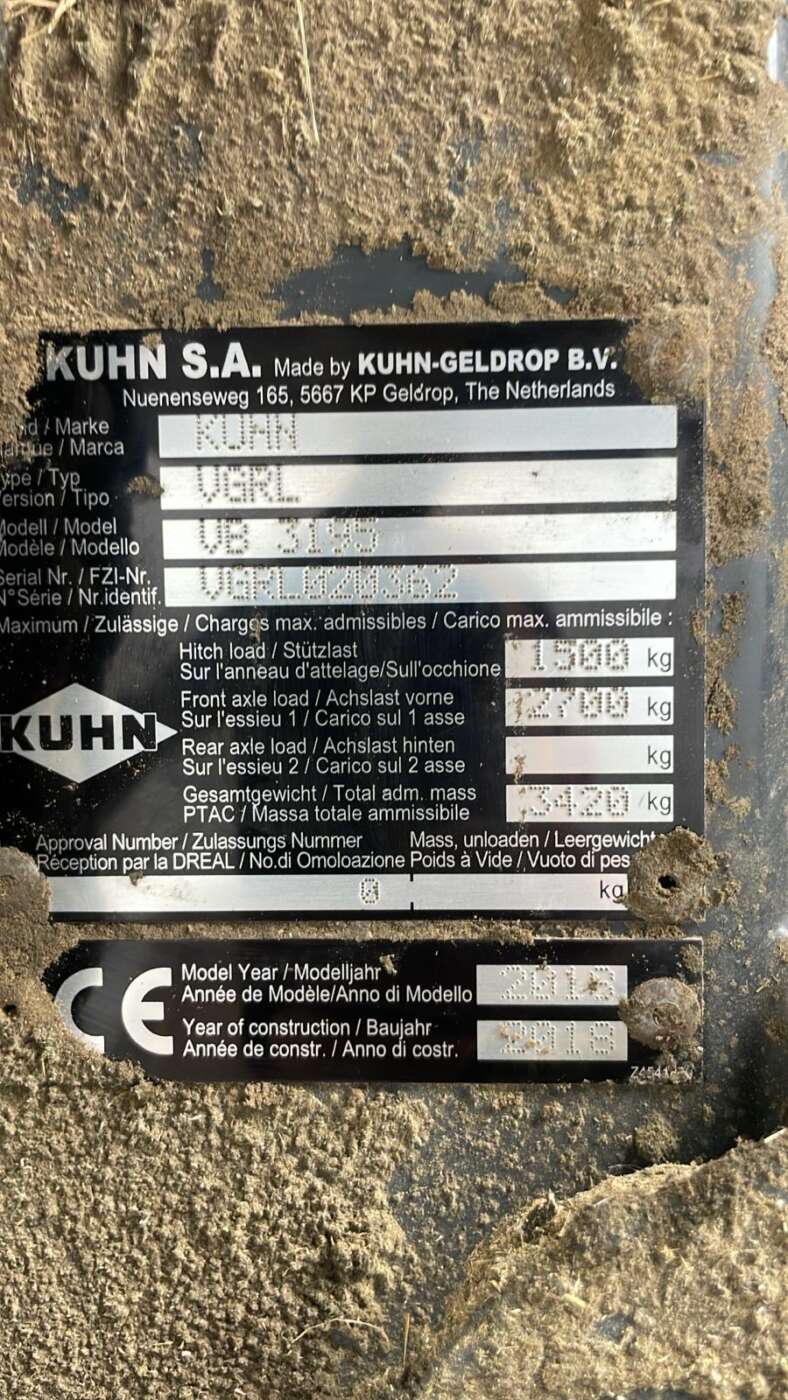 KUHN S.A. Made by KUHN-GELDROP B.V.
Nuenenseweg 165, 5667 KP Geldrop, The Netherlands
/ Marke
/ Marca
KUHN
/ Typ
/ Tipo
VGRL
/ Model
Modèle / Modello
VB 3195
Serial Nr. / FZI-Nr.
N°Série / Nr.identif.
VGRL020362
Maximum / Zulässige / Charges max. admissibles / Carico max. ammissibile :
Hitch load / Stützlast
Sur l'anneau d'attelage/Sull'occhione
1500 kg
Front axle load / Achslast vorne
Sur l'essieu 1 / Carico sul 1 asse
2700 kg
Rear axle load / Achslast hinten
Sur l'essieu 2 / Carico sul 2 asse
kg
Gesamtgewicht / Total adm. mass
PTAC / Massa totale ammissibile
3420 kg
KUHN
Approval Number / Zulassungs Nummer
Réception par la DREAL / No.di Omoloazione
0
Mass, unloaden / Leergewicht
Poids à Vide / Vuoto di pes
kg
CE
Model Year / Modelljahr
Année de Modèle/Anno di Modello
2018
Year of construction / Baujahr
Année de constr. / Anno di costr.
2018